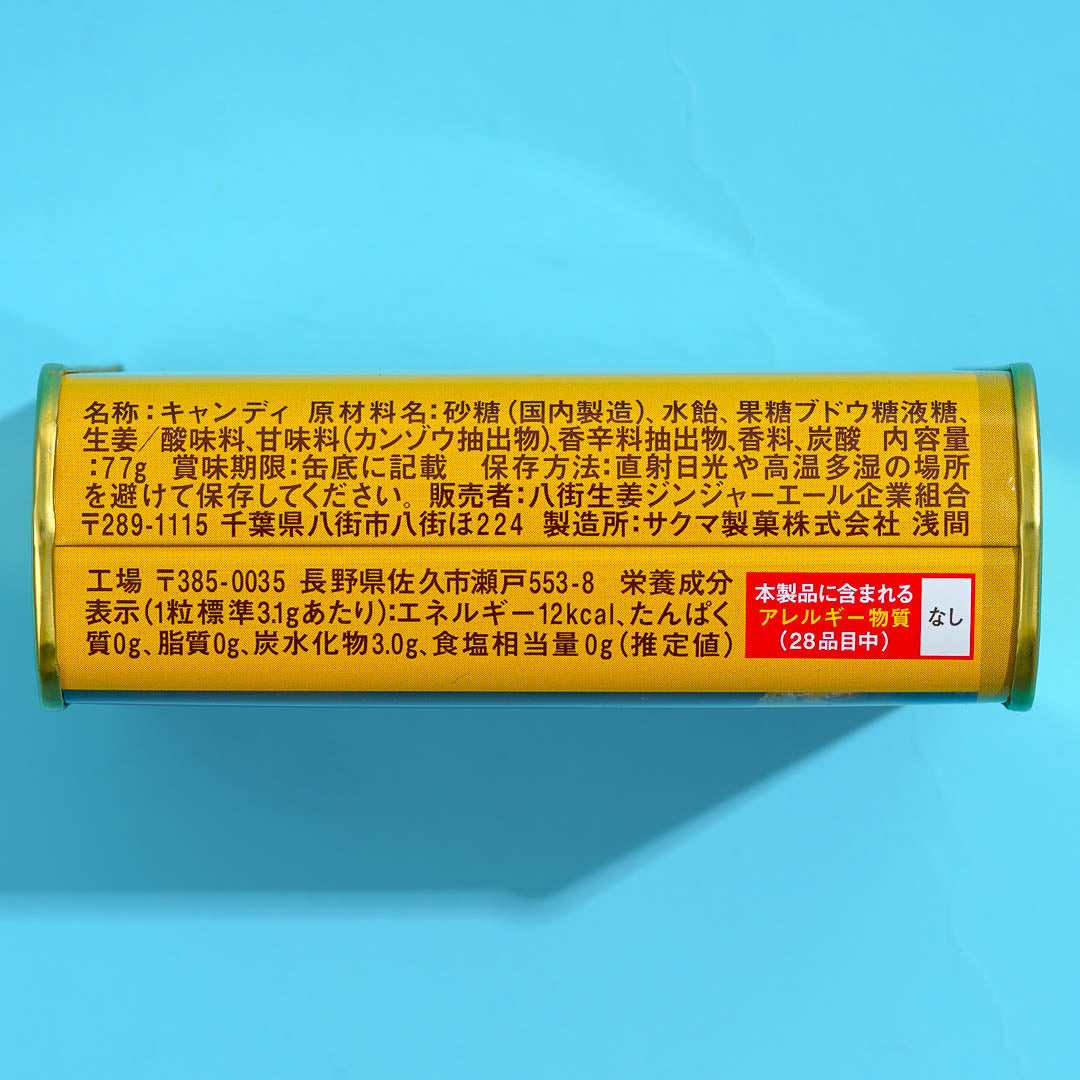 名称：キャンディ 原材料名：砂糖（国内製造）、水飴、果糖ブドウ糖液糖、
生姜／酸味料、甘味料（カンゾウ抽出物）、香辛料抽出物、香料、炭酸 内容量
：77g 賞味期限：缶底に記載 保存方法：直射日光や高温多湿の場所
を避けて保存してください。 販売者：八街生姜ジンジャーエール企業組合
〒289-1115 千葉県八街市八街ほ224 製造所：サクマ製菓株式会社 浅間
工場 〒385-0035 長野県佐久市瀬戸553-8 栄養成分
表示（1粒標準3.1gあたり）：エネルギー12kcal、たんぱく
質0g、脂質0g、炭水化物3.0g、食塩相当量0g（推定値）
本製品に含まれる
アレルギー物質
（28品目中）
なし